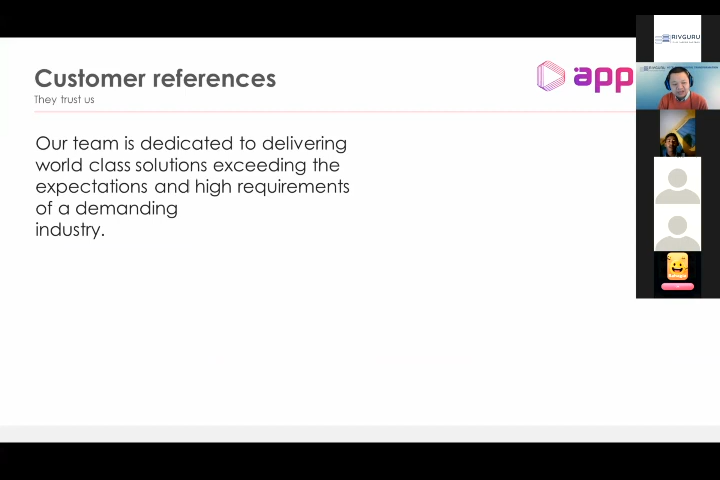 Customer references
They trust us
app
Our team is dedicated to delivering
world class solutions exceeding the
expectations and high requirements
of a demanding
industry.
RIVGURU